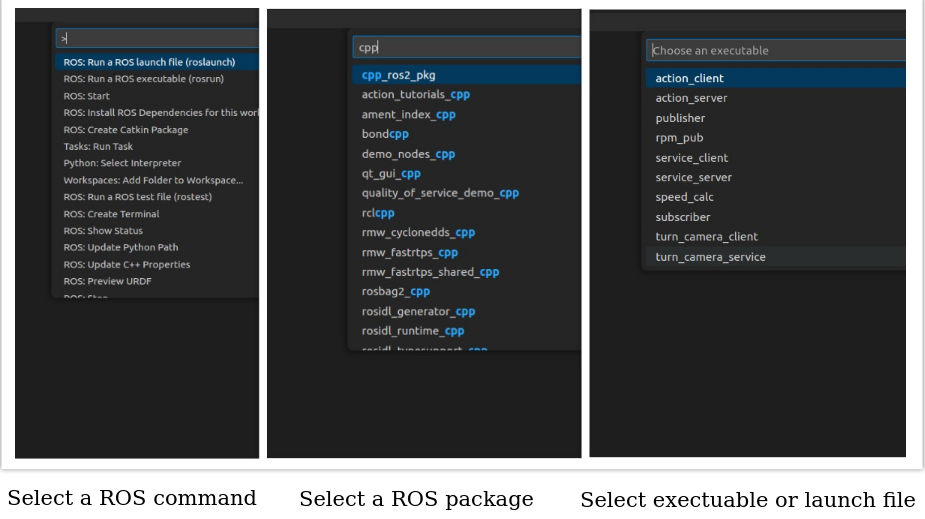 >
ROS: Run a ROS launch file (roslaunch)
ROS: Run a ROS executable (rosrun)
ROS: Start
ROS: Install ROS Dependencies for this wor
ROS: Create Catkin Package
Tasks: Run Task
Python: Select Interpreter
Workspaces: Add Folder to Workspace...
ROS: Run a ROS test file (rostest)
ROS: Create Terminal
ROS: Show Status
ROS: Update Python Path
ROS: Update C++ Properties
ROS: Preview URDF
ROS: Stop
cpp
cpp_ros2_pkg
action_tutorials_cpp
ament_index_cpp
bondcpp
demo_nodes_cpp
qt_gui_cpp
quality_of_service_demo_cpp
rclcpp
rmw_cyclonedds_cpp
rmw_fastrtps_cpp
rmw_fastrtps_shared_cpp
rosbag2_cpp
rosidl_generator_cpp
rosidl_runtime_cpp
rosidl_typesupport_cpp
Choose an executable
action_client
action_server
publisher
rpm_pub
service_client
service_server
speed_calc
subscriber
turn_camera_client
turn_camera_service
Select a ROS command
Select a ROS package
Select exectuable or launch file